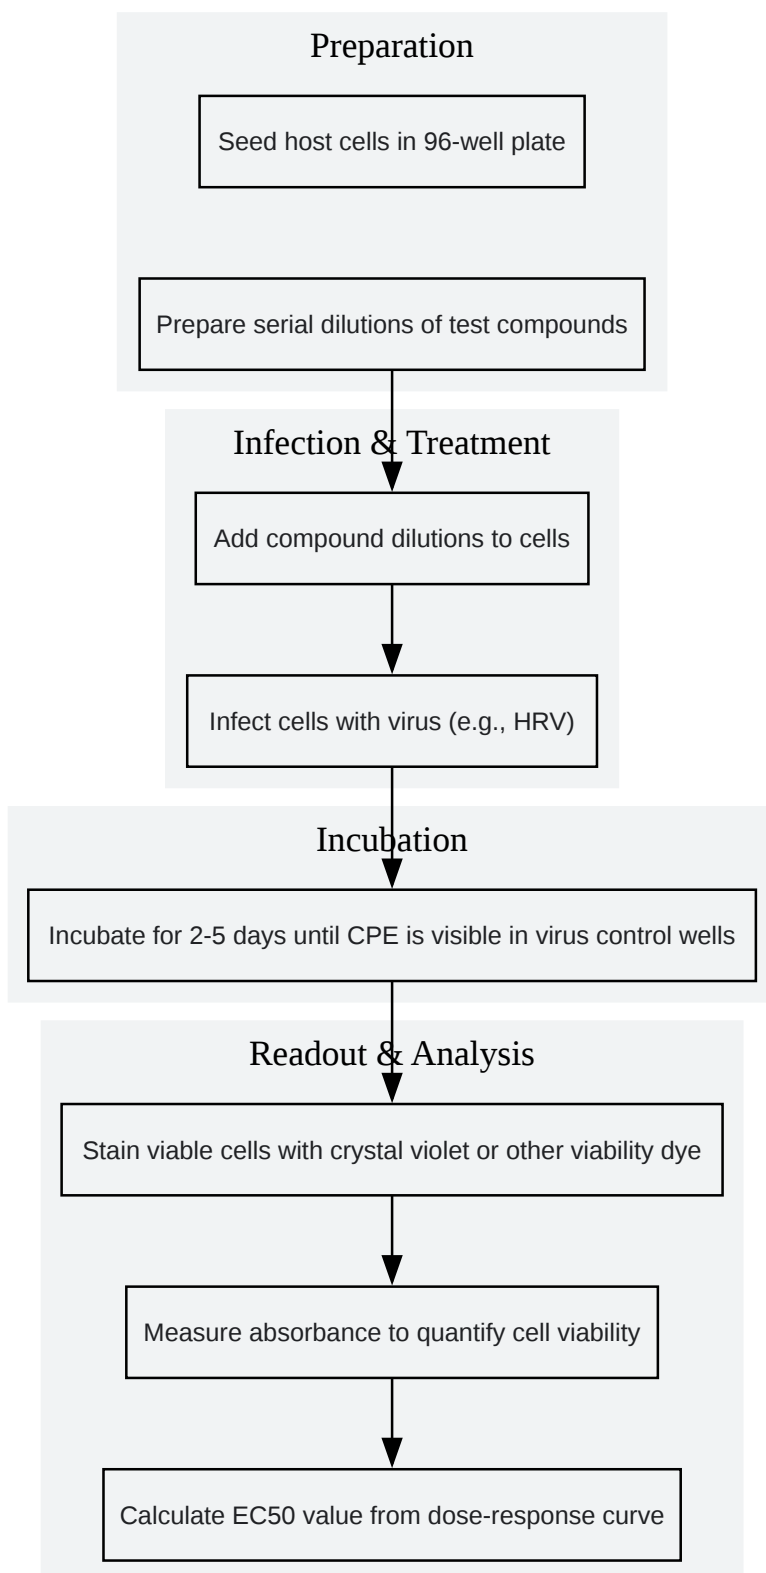 Preparation
Seed host cells in 96-well plate
Prepare serial dilutions of test compounds
Infection & Treatment
Add compound dilutions to cells
Infect cells with virus (e.g., HRV)
Incubation
Incubate for 2-5 days until CPE is visible in virus control wells
Readout & Analysis
Stain viable cells with crystal violet or other viability dye
Measure absorbance to quantify cell viability
Calculate EC50 value from dose-response curve